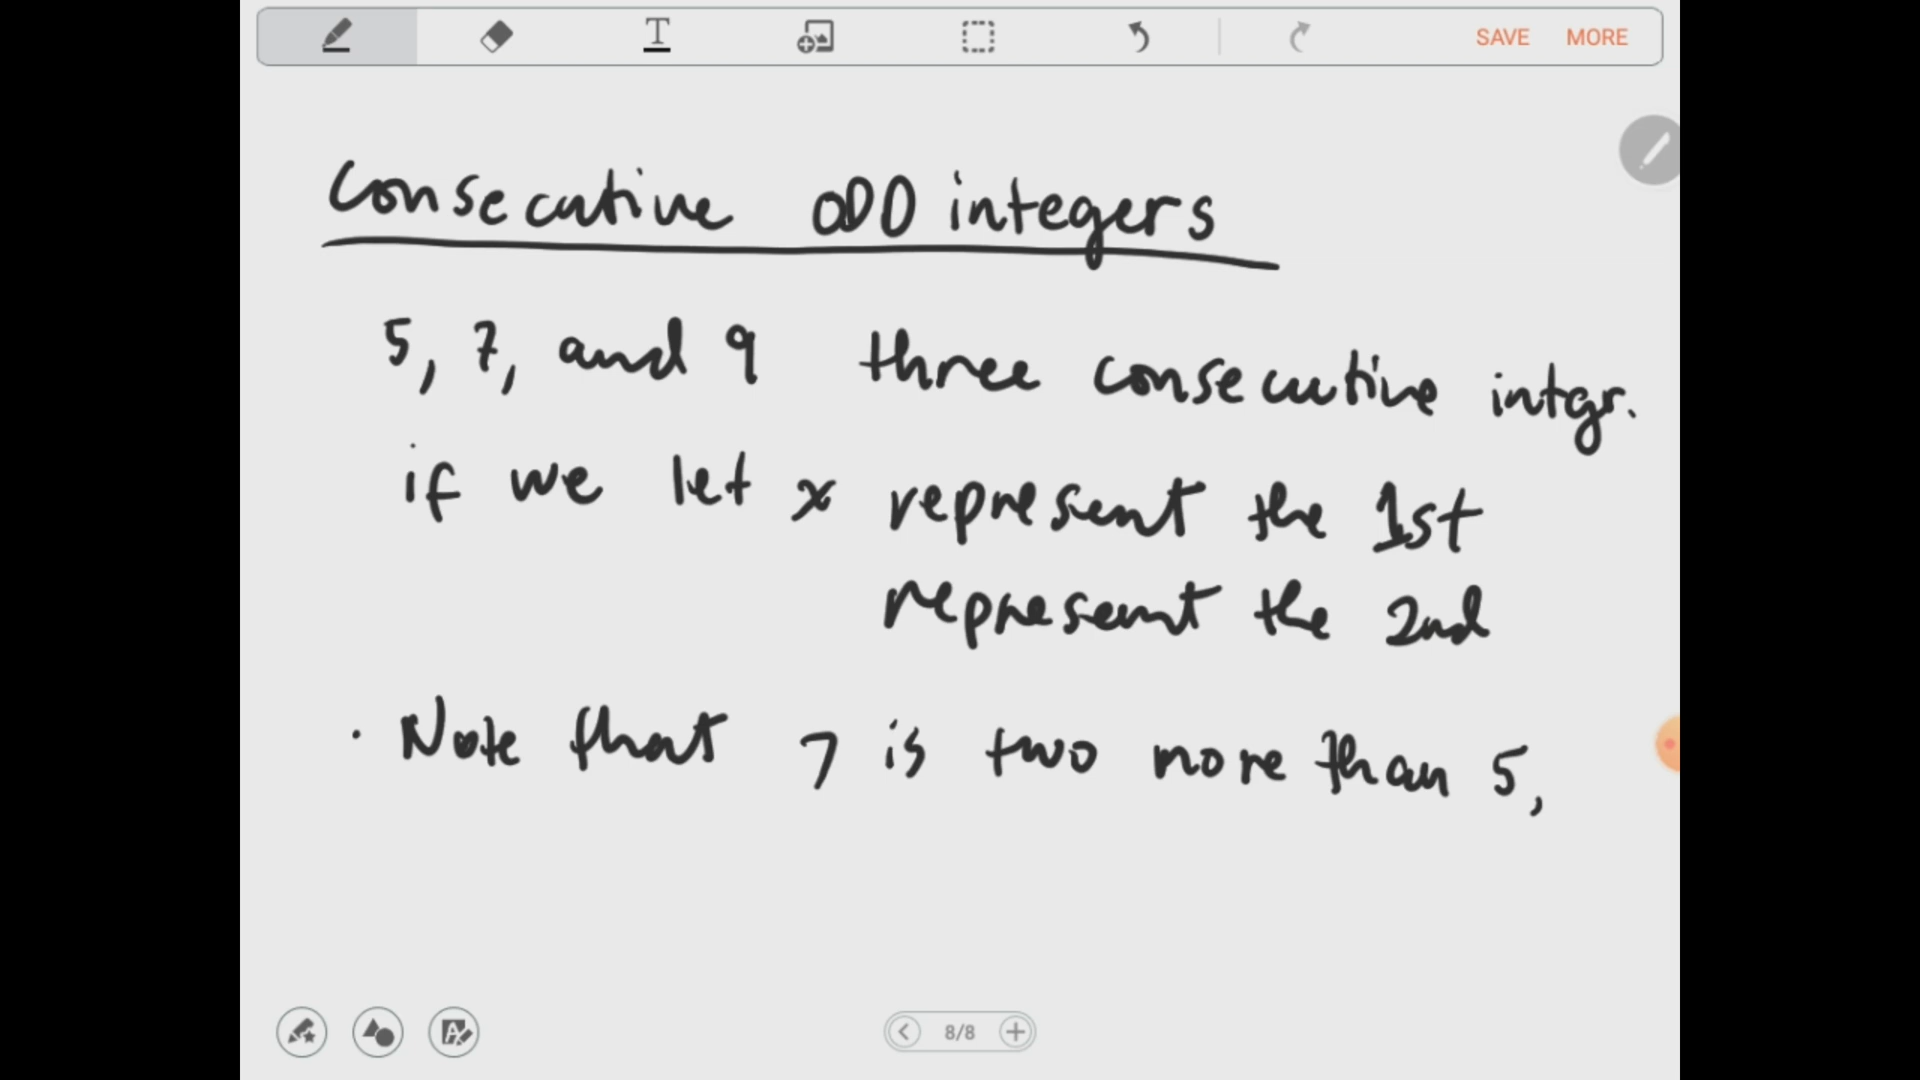 T SAVE MORE
Consecutive ODD integers
5, 7, and 9 three consecutive intgr.
if we let x represent the 1st
represent the 2nd
. Note that 7 is two more than 5,
8/8